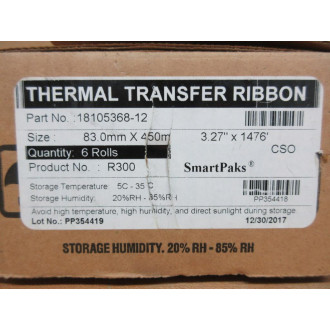 THERMAL TRANSFER RIBBON
Part No. :18105368-12
Size : 83.0mm X 450m 3.27" x 1476'
Quantity: 6 Rolls CSO
Product No. : R300 SmartPaks®
Storage Temperature: 5C - 35°C
Storage Humidity: 20%RH - 85%RH PP354418
Avoid high temperature, high humidity, and direct sunlight during storage
Lot No.: PP354419 12/30/2017
STORAGE HUMIDITY. 20% RH - 85% RH